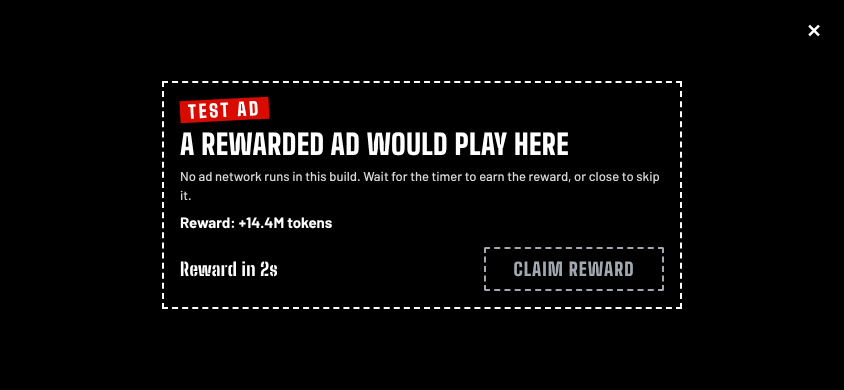 ×
TEST AD
A REWARDED AD WOULD PLAY HERE
No ad network runs in this build. Wait for the timer to earn the reward, or close to skip
it.
Reward: +14.4M tokens
Reward in 2s
CLAIM REWARD